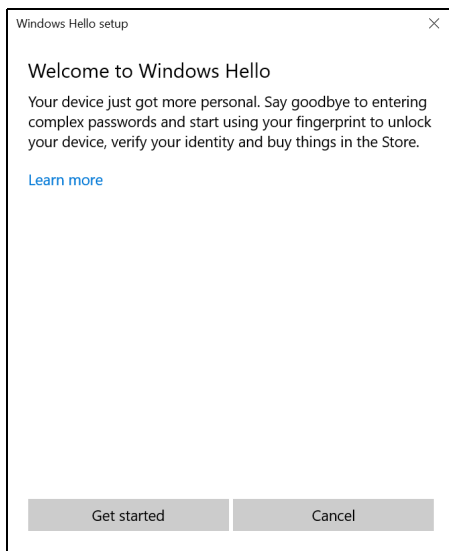 Windows Hello setup
Welcome to Windows Hello
Your device just got more personal. Say goodbye to entering
complex passwords and start using your fingerprint to unlock
your device, verify your identity and buy things in the Store.
Learn more
Get started
Cancel